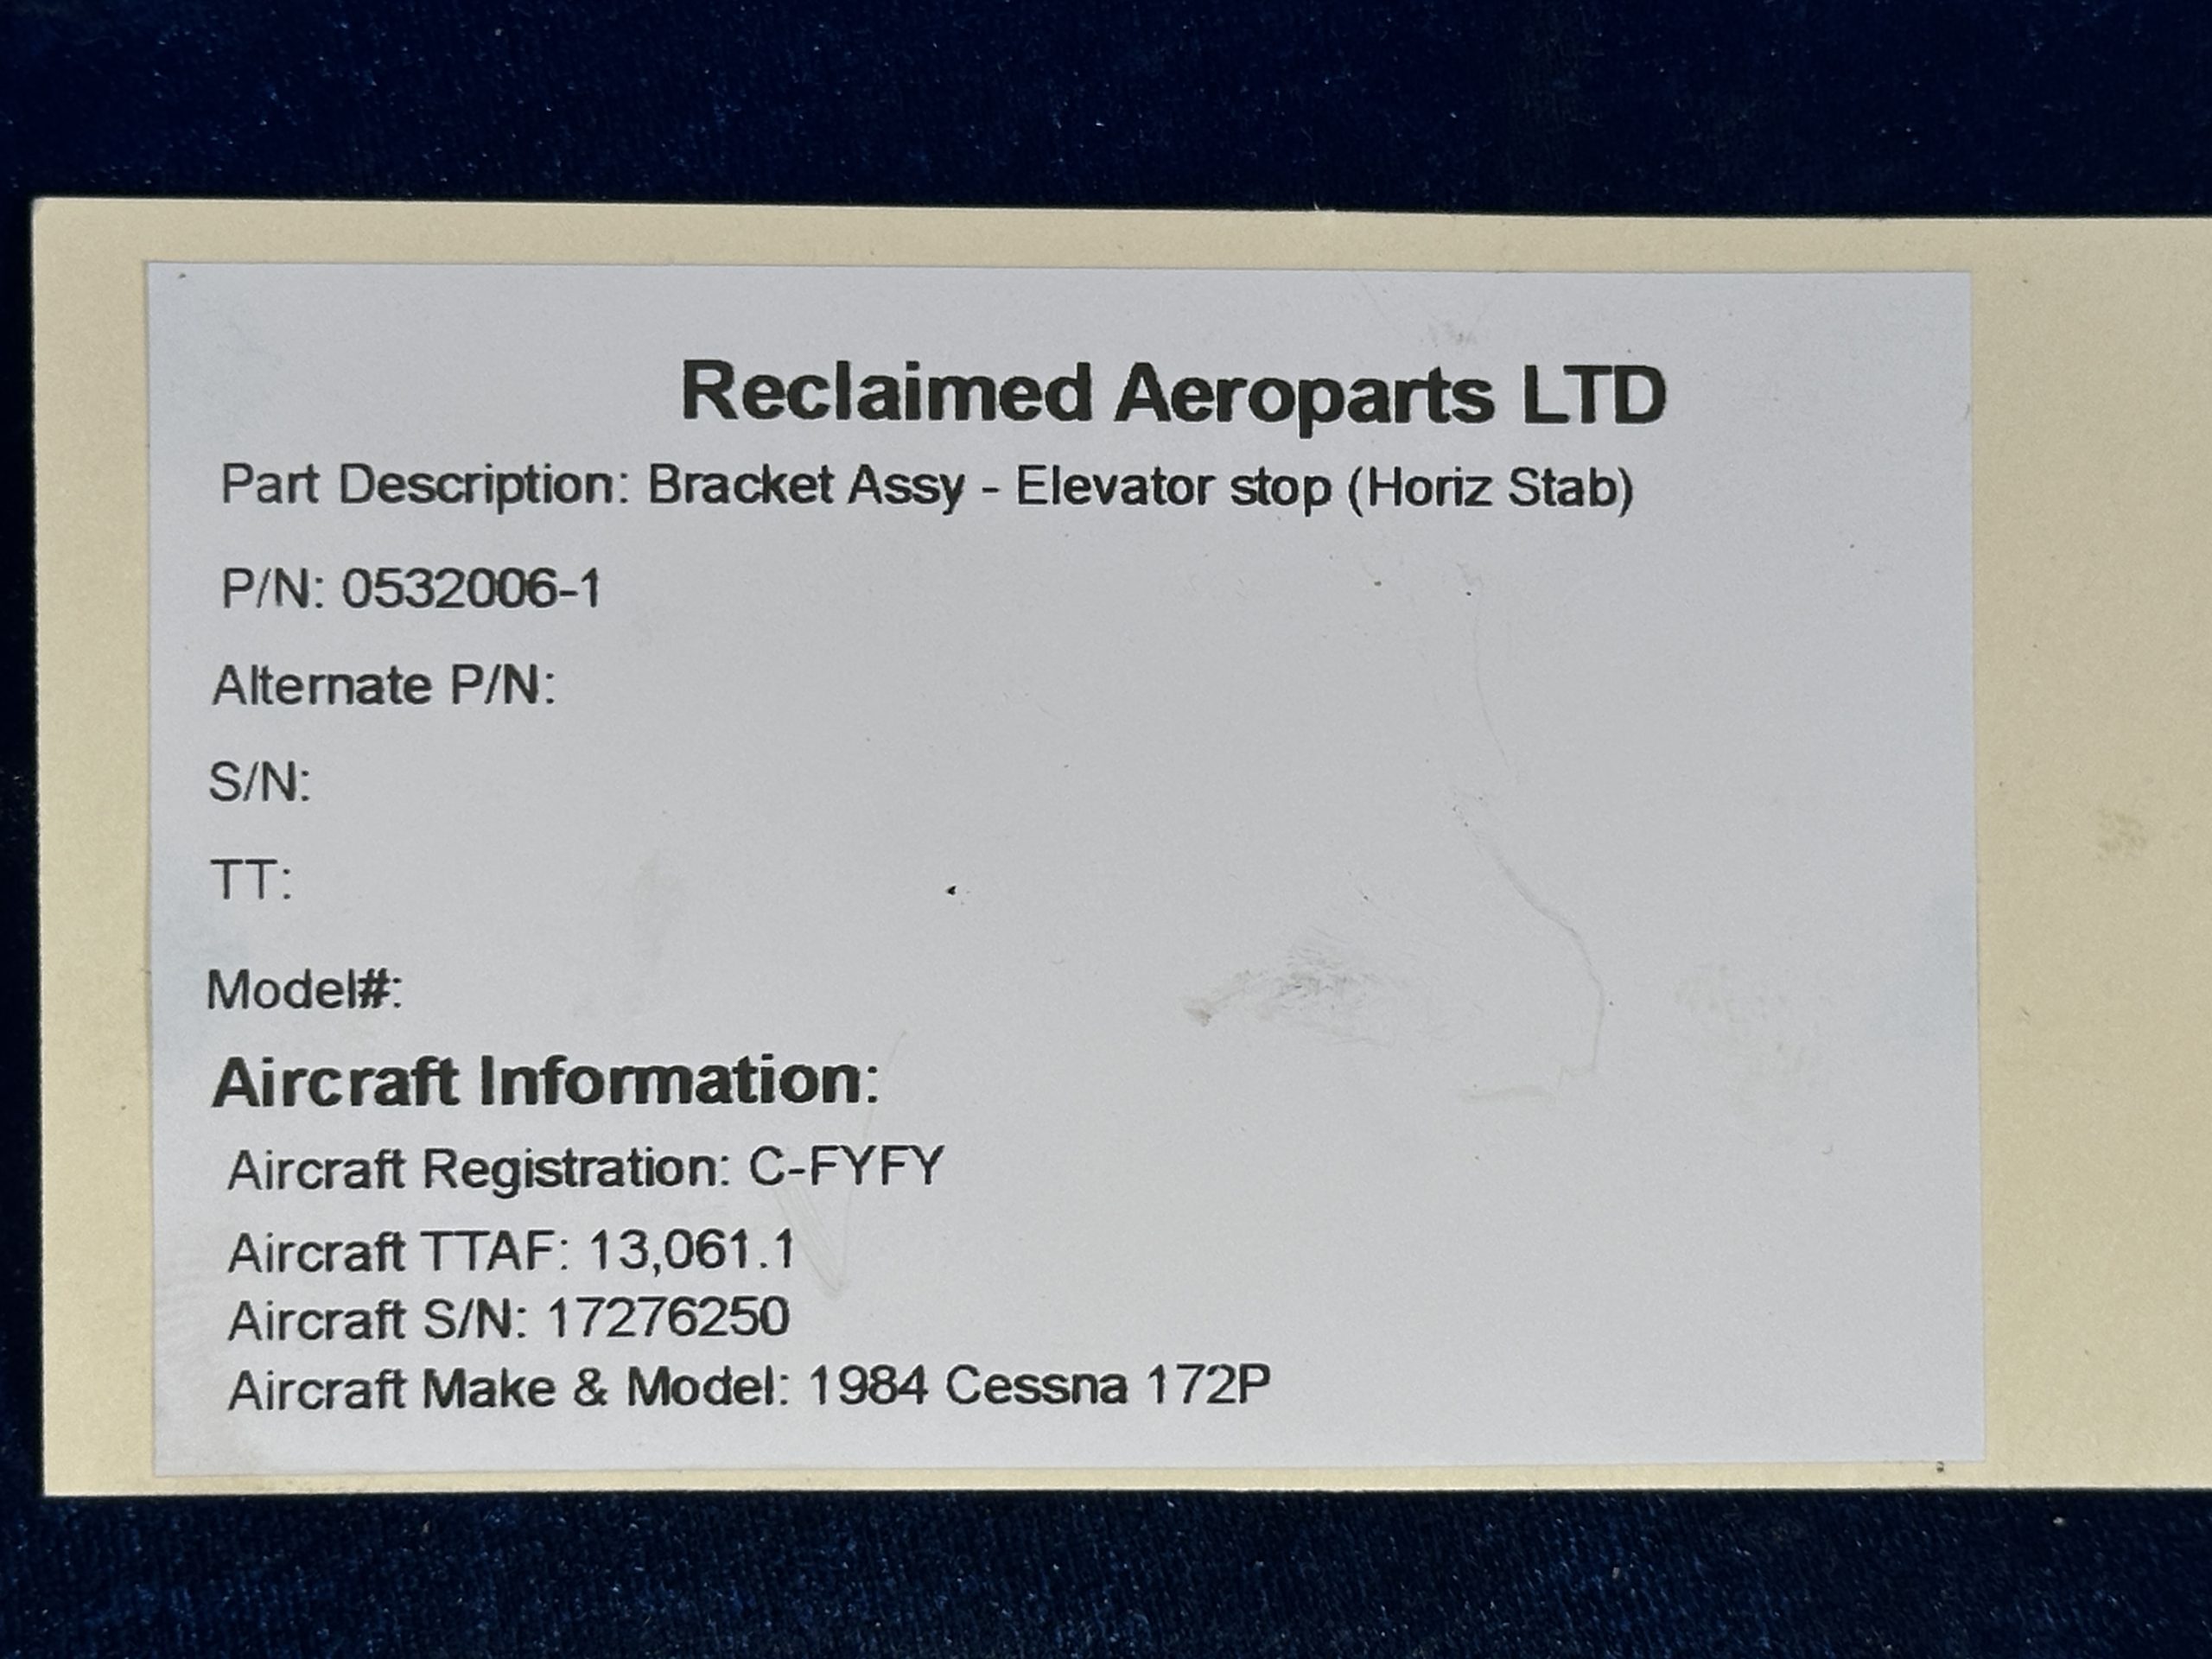 Reclaimed Aeroparts LTD
Part Description: Bracket Assy - Elevator stop (Horiz Stab)
P/N: 0532006-1
Alternate P/N:
S/N:
TT:
Model#:
Aircraft Information:
Aircraft Registration: C-FYFY
Aircraft TTAF: 13,061.1
Aircraft S/N: 17276250
Aircraft Make & Model: 1984 Cessna 172P